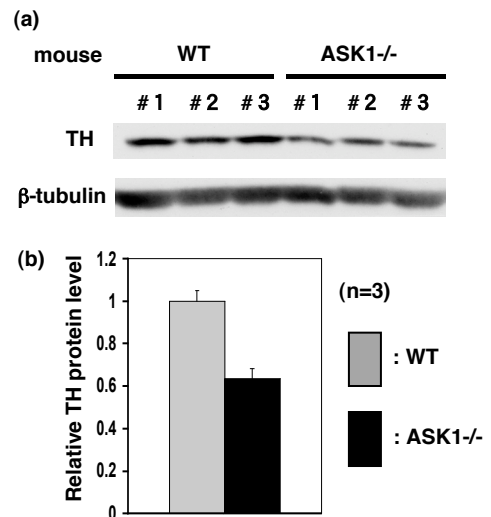 (a)
mouse WT ASK1-/-
# 1 # 2 # 3 # 1 # 2 # 3
TH
β-tubulin
(b)
Relative TH protein level
1.2
1
0.8
0.6
0.4
0.2
0
(n=3)
: WT
: ASK1-/-